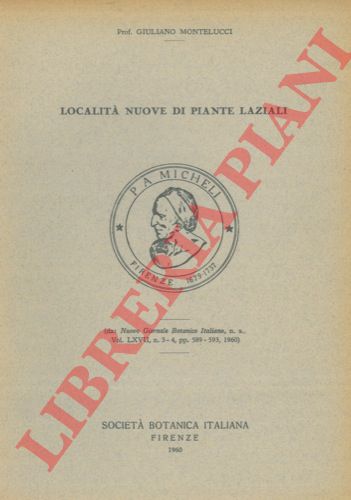 Prof. GIULIANO MONTELUCCI
LOCALITÀ NUOVE DI PIANTE LAZIALI
P. A. MICHELI
FIRENZE 1679-1737
(da: Nuovo Giornale Botanico Italiano, n. s.
Vol. LXVII, n. 3-4, pp. 589-593, 1960)
SOCIETÀ BOTANICA ITALIANA
FIRENZE
1960
LIBRERIA PIANI